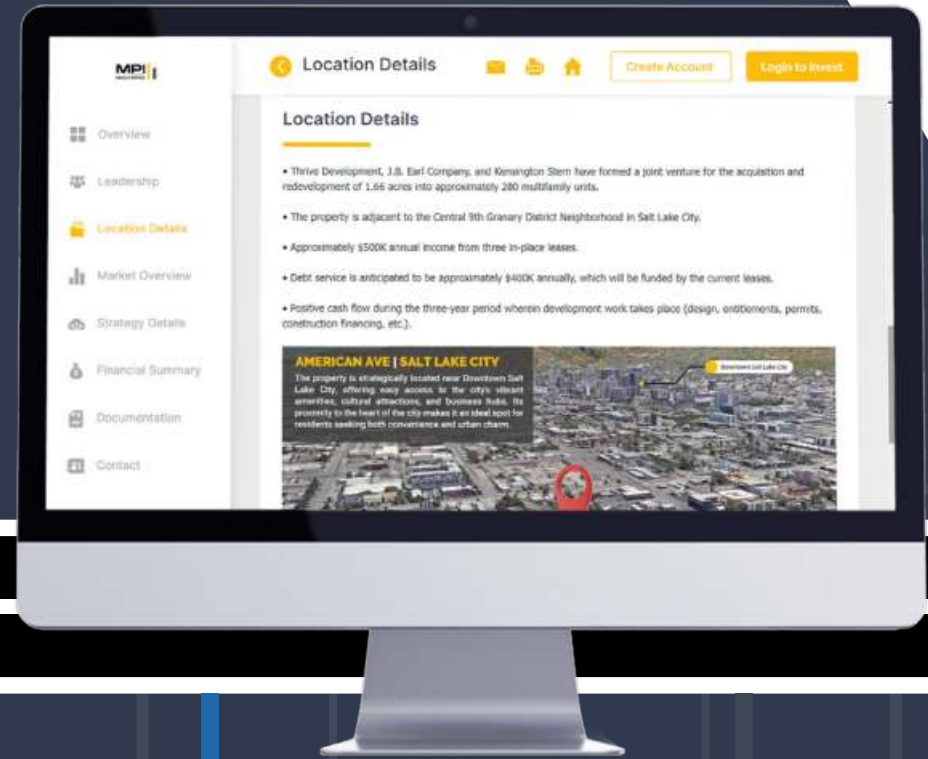 MPI
Location Details
Create Account
Login to Invest
Overview
Leadership
Location Details
Market Overview
Strategy Details
Financial Summary
Documentation
Contact
Location Details
• Thrive Development, J.B. Earl Company, and Kensington Stern have formed a joint venture for the acquisition and
redevelopment of 1.66 acres into approximately 280 multifamily units.
• The property is adjacent to the Central 9th Granary District Neighborhood in Salt Lake City.
• Approximately $500K annual income from three in-place leases.
• Debt service is anticipated to be approximately $400K annually, which will be funded by the current leases.
• Positive cash flow during the three-year period wherein development work takes place (design, entitlements, permits,
construction financing, etc.).
AMERICAN AVE | SALT LAKE CITY
The property is strategically located near Downtown Salt
Lake City, offering easy access to the city's vibrant
amenities, cultural attractions, and business hubs. Its
proximity to the heart of the city makes it an ideal spot for
residents seeking both convenience and urban charm.
Downtown Salt Lake City